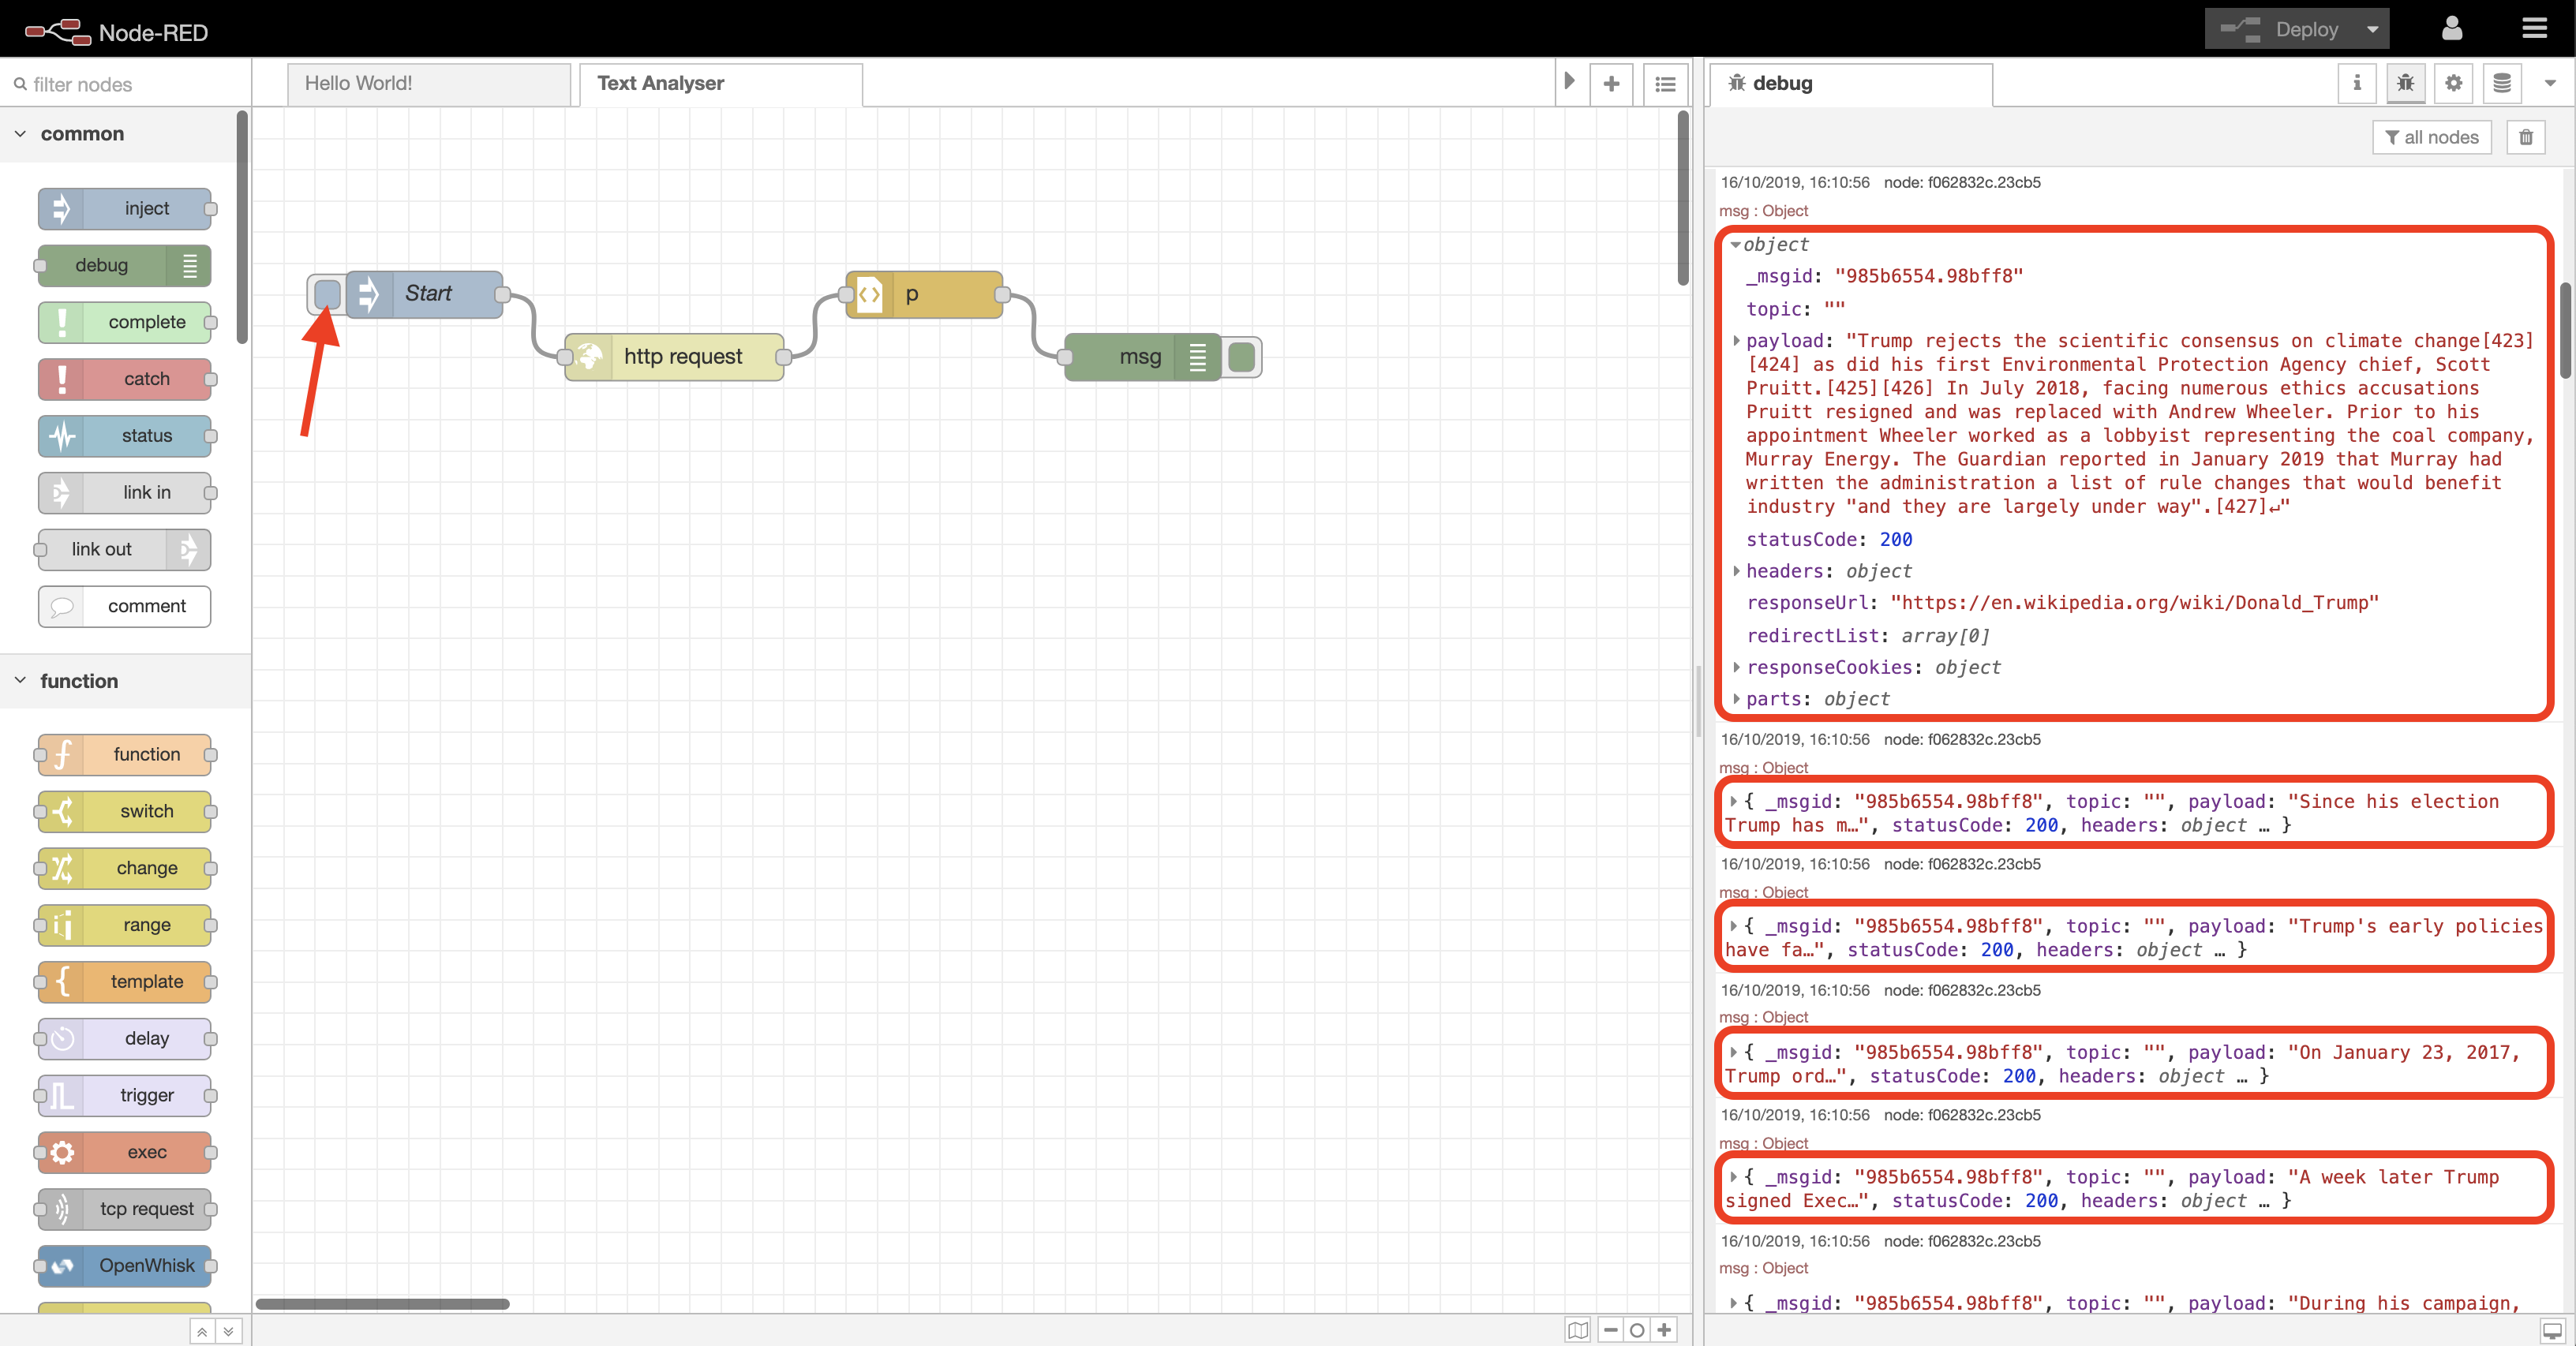 Node-RED
Deploy
filter nodes
Hello World!
Text Analyser
debug
i
all nodes
common
inject
debug
complete
catch
status
link in
link out
comment
function
function
switch
change
range
template
delay
trigger
exec
tcp request
OpenWhisk
Start
http request
p
msg
16/10/2019, 16:10:56 node: f062832c.23cb5
msg : Object
object
_msgid: "985b6554.98bff8"
topic: ""
payload: "Trump rejects the scientific consensus on climate change[423]
[424] as did his first Environmental Protection Agency chief, Scott
Pruitt.[425][426] In July 2018, facing numerous ethics accusations
Pruitt resigned and was replaced with Andrew Wheeler. Prior to his
appointment Wheeler worked as a lobbyist representing the coal company,
Murray Energy. The Guardian reported in January 2019 that Murray had
written the administration a list of rule changes that would benefit
industry "and they are largely under way".[427]↵"
statusCode: 200
headers: object
responseUrl: "https://en.wikipedia.org/wiki/Donald_Trump"
redirectList: array[0]
responseCookies: object
parts: object
16/10/2019, 16:10:56 node: f062832c.23cb5
msg : Object
{ _msgid: "985b6554.98bff8", topic: "", payload: "Since his election
Trump has m…", statusCode: 200, headers: object … }
16/10/2019, 16:10:56 node: f062832c.23cb5
msg : Object
{ _msgid: "985b6554.98bff8", topic: "", payload: "Trump's early policies
have fa…", statusCode: 200, headers: object … }
16/10/2019, 16:10:56 node: f062832c.23cb5
msg : Object
{ _msgid: "985b6554.98bff8", topic: "", payload: "On January 23, 2017,
Trump ord…", statusCode: 200, headers: object … }
16/10/2019, 16:10:56 node: f062832c.23cb5
msg : Object
{ _msgid: "985b6554.98bff8", topic: "", payload: "A week later Trump
signed Exec…", statusCode: 200, headers: object … }
16/10/2019, 16:10:56 node: f062832c.23cb5
msg : Object
{ _msgid: "985b6554.98bff8", topic: "", payload: "During his campaign,